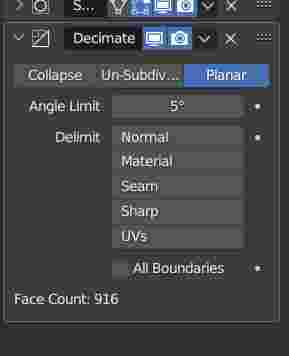 S...
Decimate
Collapse Un-Subdiv... Planar
Angle Limit 5°
Delimit Normal
Material
Seam
Sharp
UVs
All Boundaries
Face Count: 916